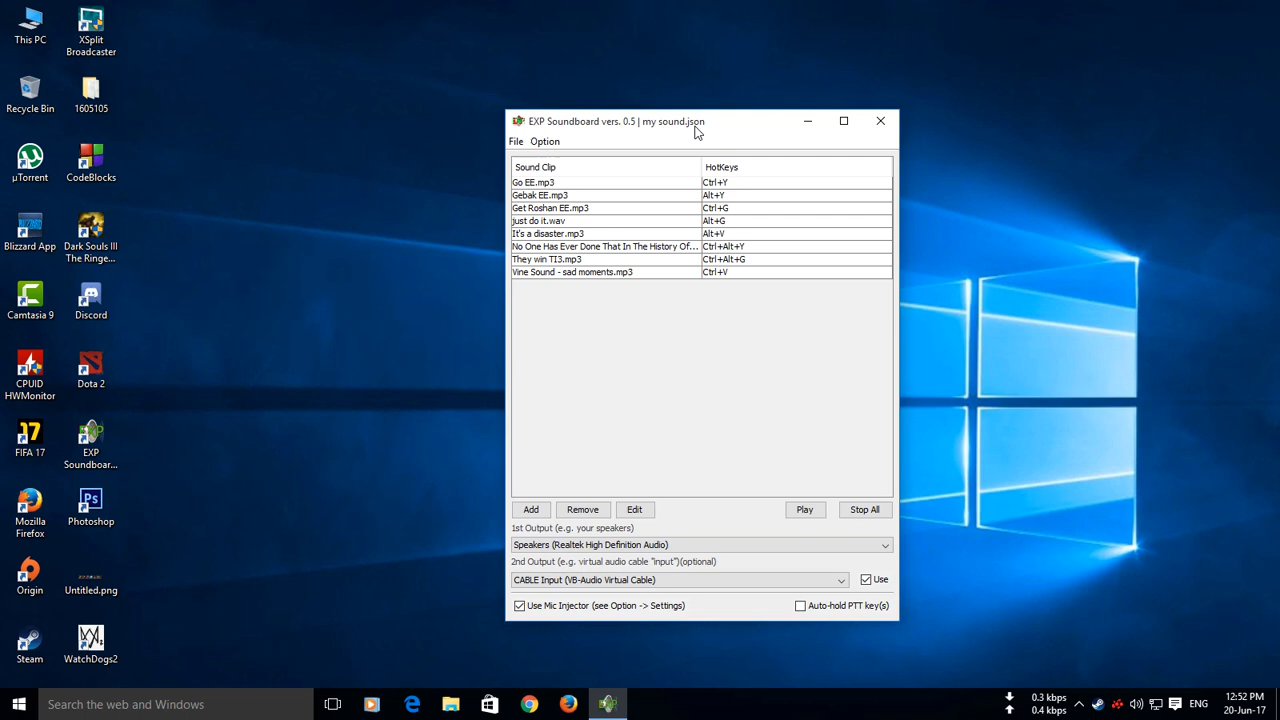 This PC
XSplit
Broadcaster
Recycle Bin
1605105
µTorrent
CodeBlocks
Blizzard App
Dark Souls III
The Ringe...
Camtasia 9
Discord
CPUID
HWMonitor
Dota 2
17
FIFA 17
EXP
Soundboar...
Mozilla
Firefox
Ps
Photoshop
Origin
Untitled.png
Steam
WatchDogs2
EXP Soundboard vers. 0.5 | my sound.json
File Option
Sound Clip HotKeys
Go EE.mp3 Ctrl+Y
Gebak EE.mp3 Alt+Y
Get Roshan EE.mp3 Ctrl+G
just do it.wav Alt+G
It's a disaster.mp3 Alt+V
No One Has Ever Done That In The History Of... Ctrl+Alt+Y
They win TI3.mp3 Ctrl+Alt+G
Vine Sound - sad moments.mp3 Ctrl+V
Add Remove Edit Play Stop All
1st Output (e.g. your speakers)
Speakers (Realtek High Definition Audio)
2nd Output (e.g. virtual audio cable "input")(optional)
CABLE Input (VB-Audio Virtual Cable) Use
Use Mic Injector (see Option -> Settings) Auto-hold PTT key(s)
Search the web and Windows
0.3 kbps
0.4 kbps
ENG
12:52 PM
20-Jun-17